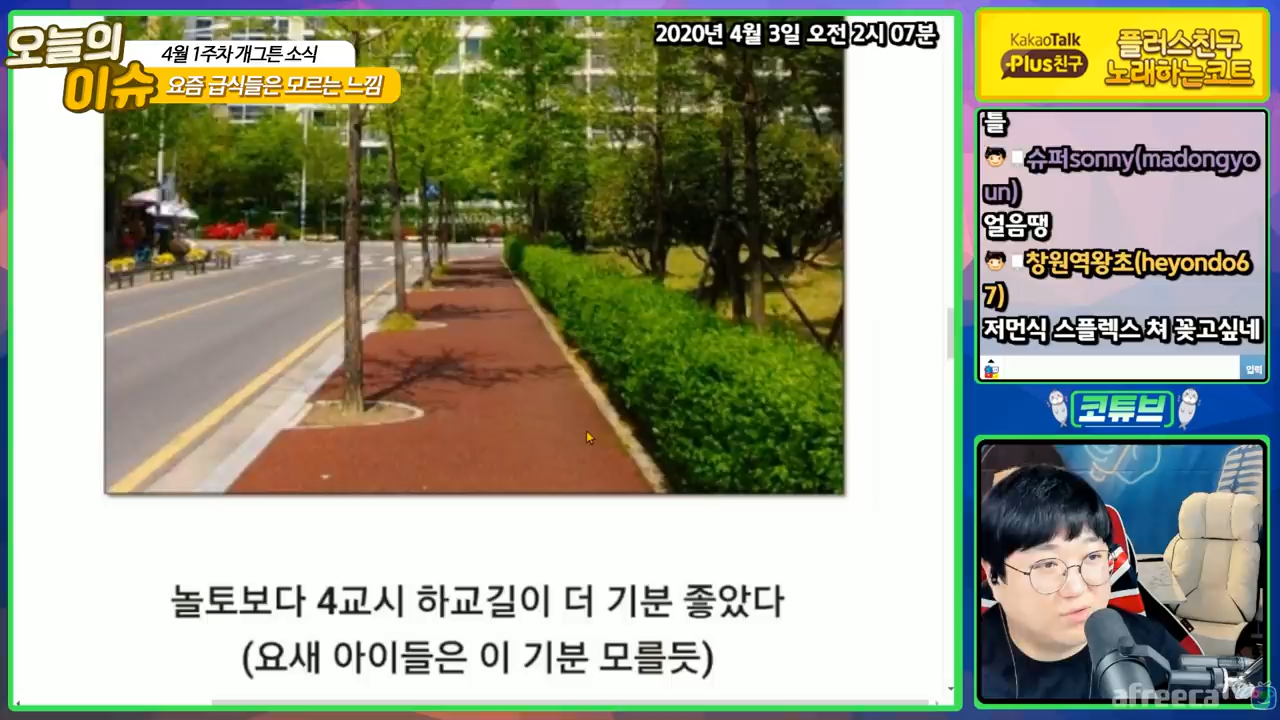 오늘의
이슈
4월 1주차 개그튼 소식
요즘 급식들은 모르는 느낌
2020년 4월 3일 오전 2시 07분
놀토보다 4교시 하교길이 더 기분 좋았다
(요새 아이들은 이 기분 모를듯)
KakaoTalk
Plus친구
플러스친구
노래하는코트
틀
슈퍼sonny(madongyo
un)
얼음땡
창원역왕초(heyondo6
7)
저먼식 스플렉스 쳐 꽂고싶네
입력
코튜브
afreecaTV